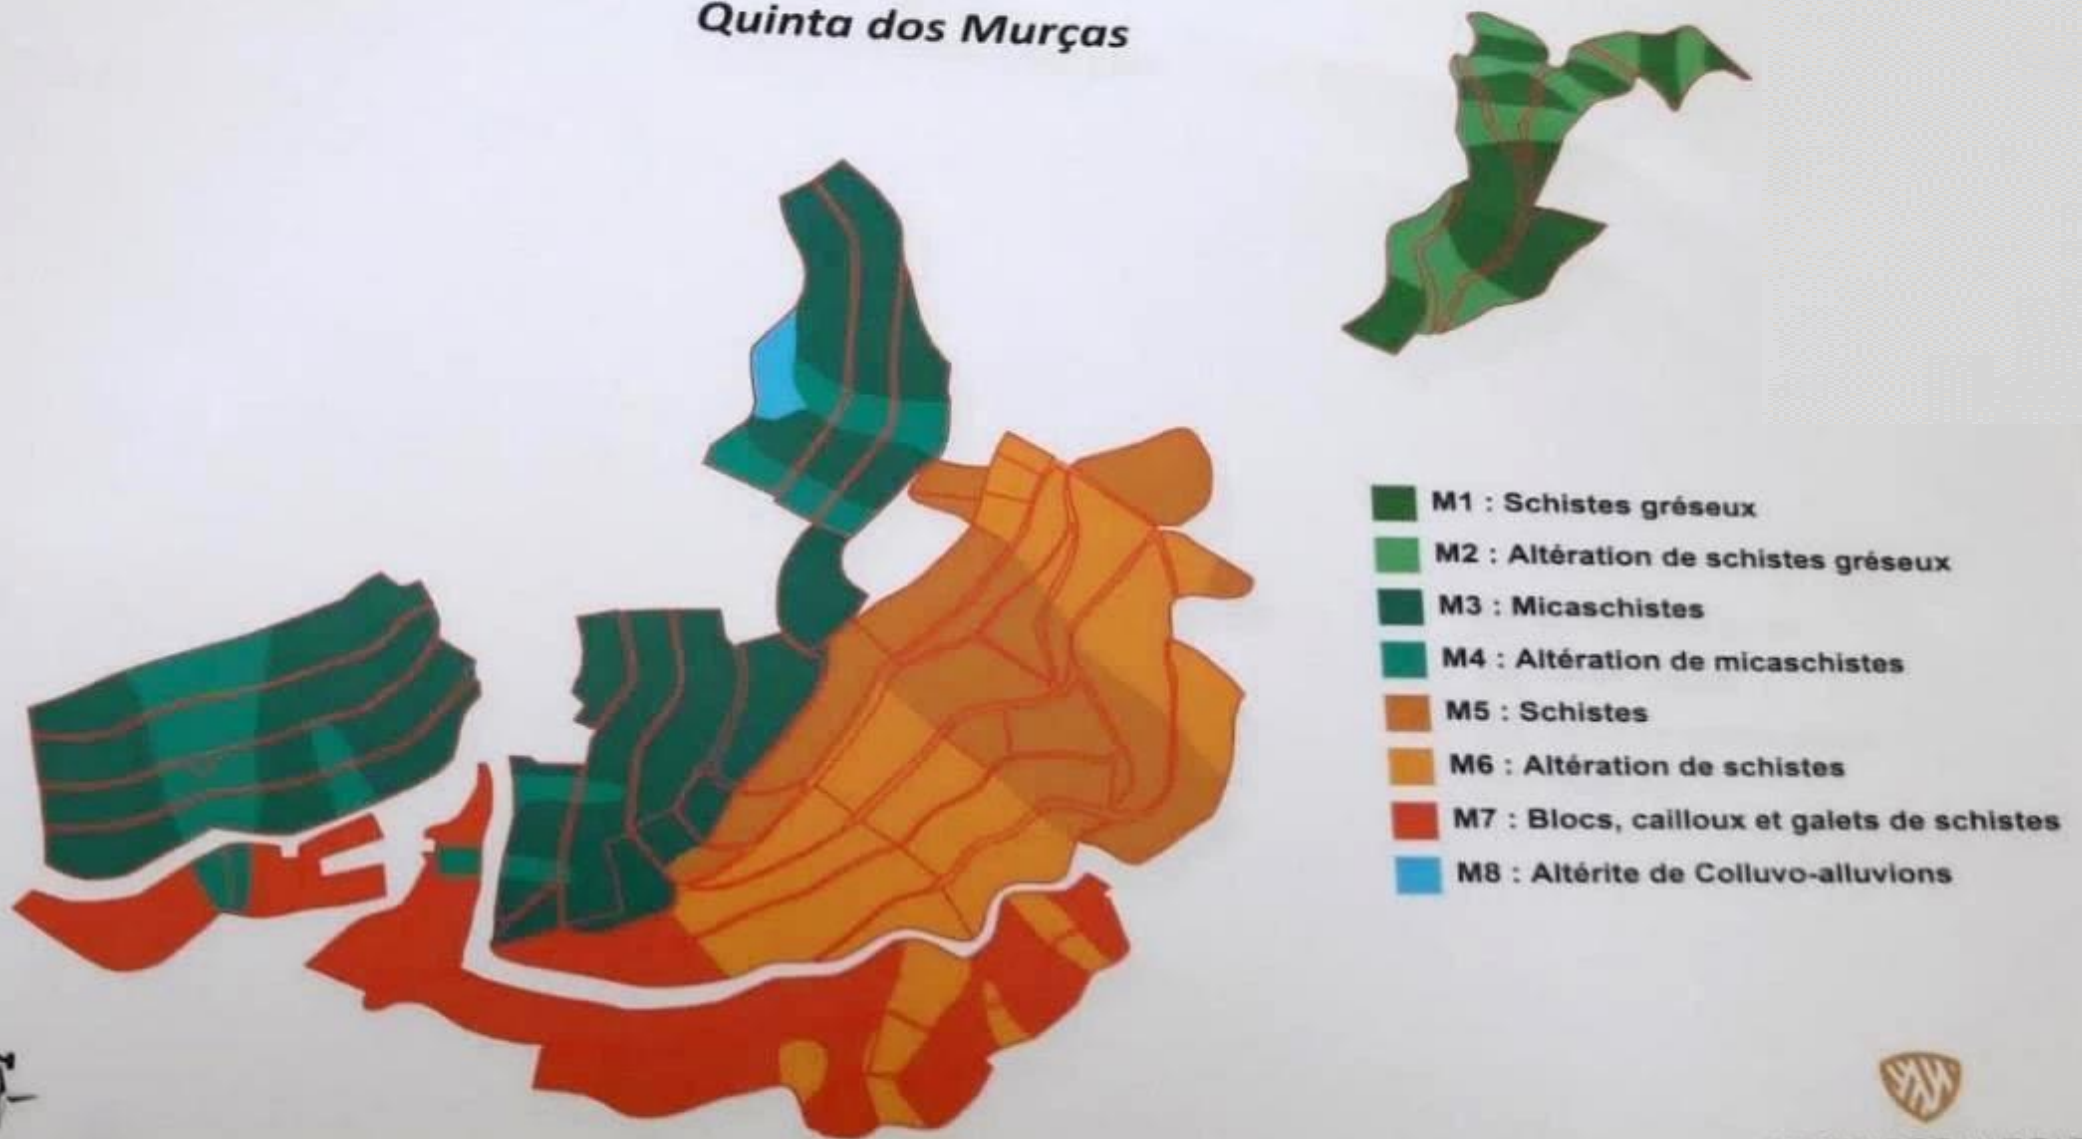 Quinta dos Murças
M1 : Schistes gréseux
M2 : Altération de schistes gréseux
M3 : Micaschistes
M4 : Altération de micaschistes
M5 : Schistes
M6 : Altération de schistes
M7 : Blocs, cailloux et galets de schistes
M8 : Altérite de Colluvo-alluvions